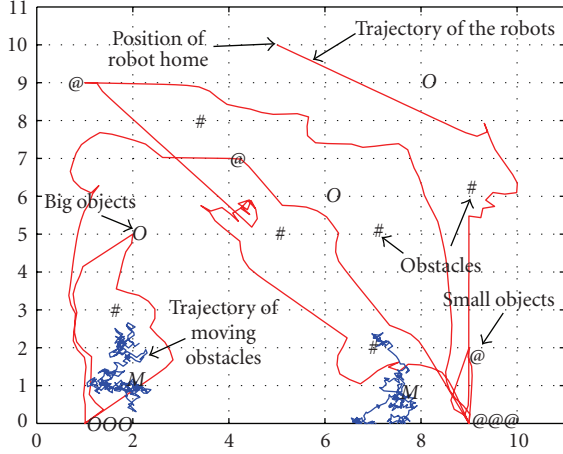 11
10
9
8
7
6
5
4
3
2
1
0
Position of
robot home
Trajectory of the robots
@
O
#
@
#
O
Big objects
O
#
#
Obstacles
Small objects
#
Trajectory of
moving
obstacles
#
@
M
M
OOO
@@@
0 2 4 6 8 10